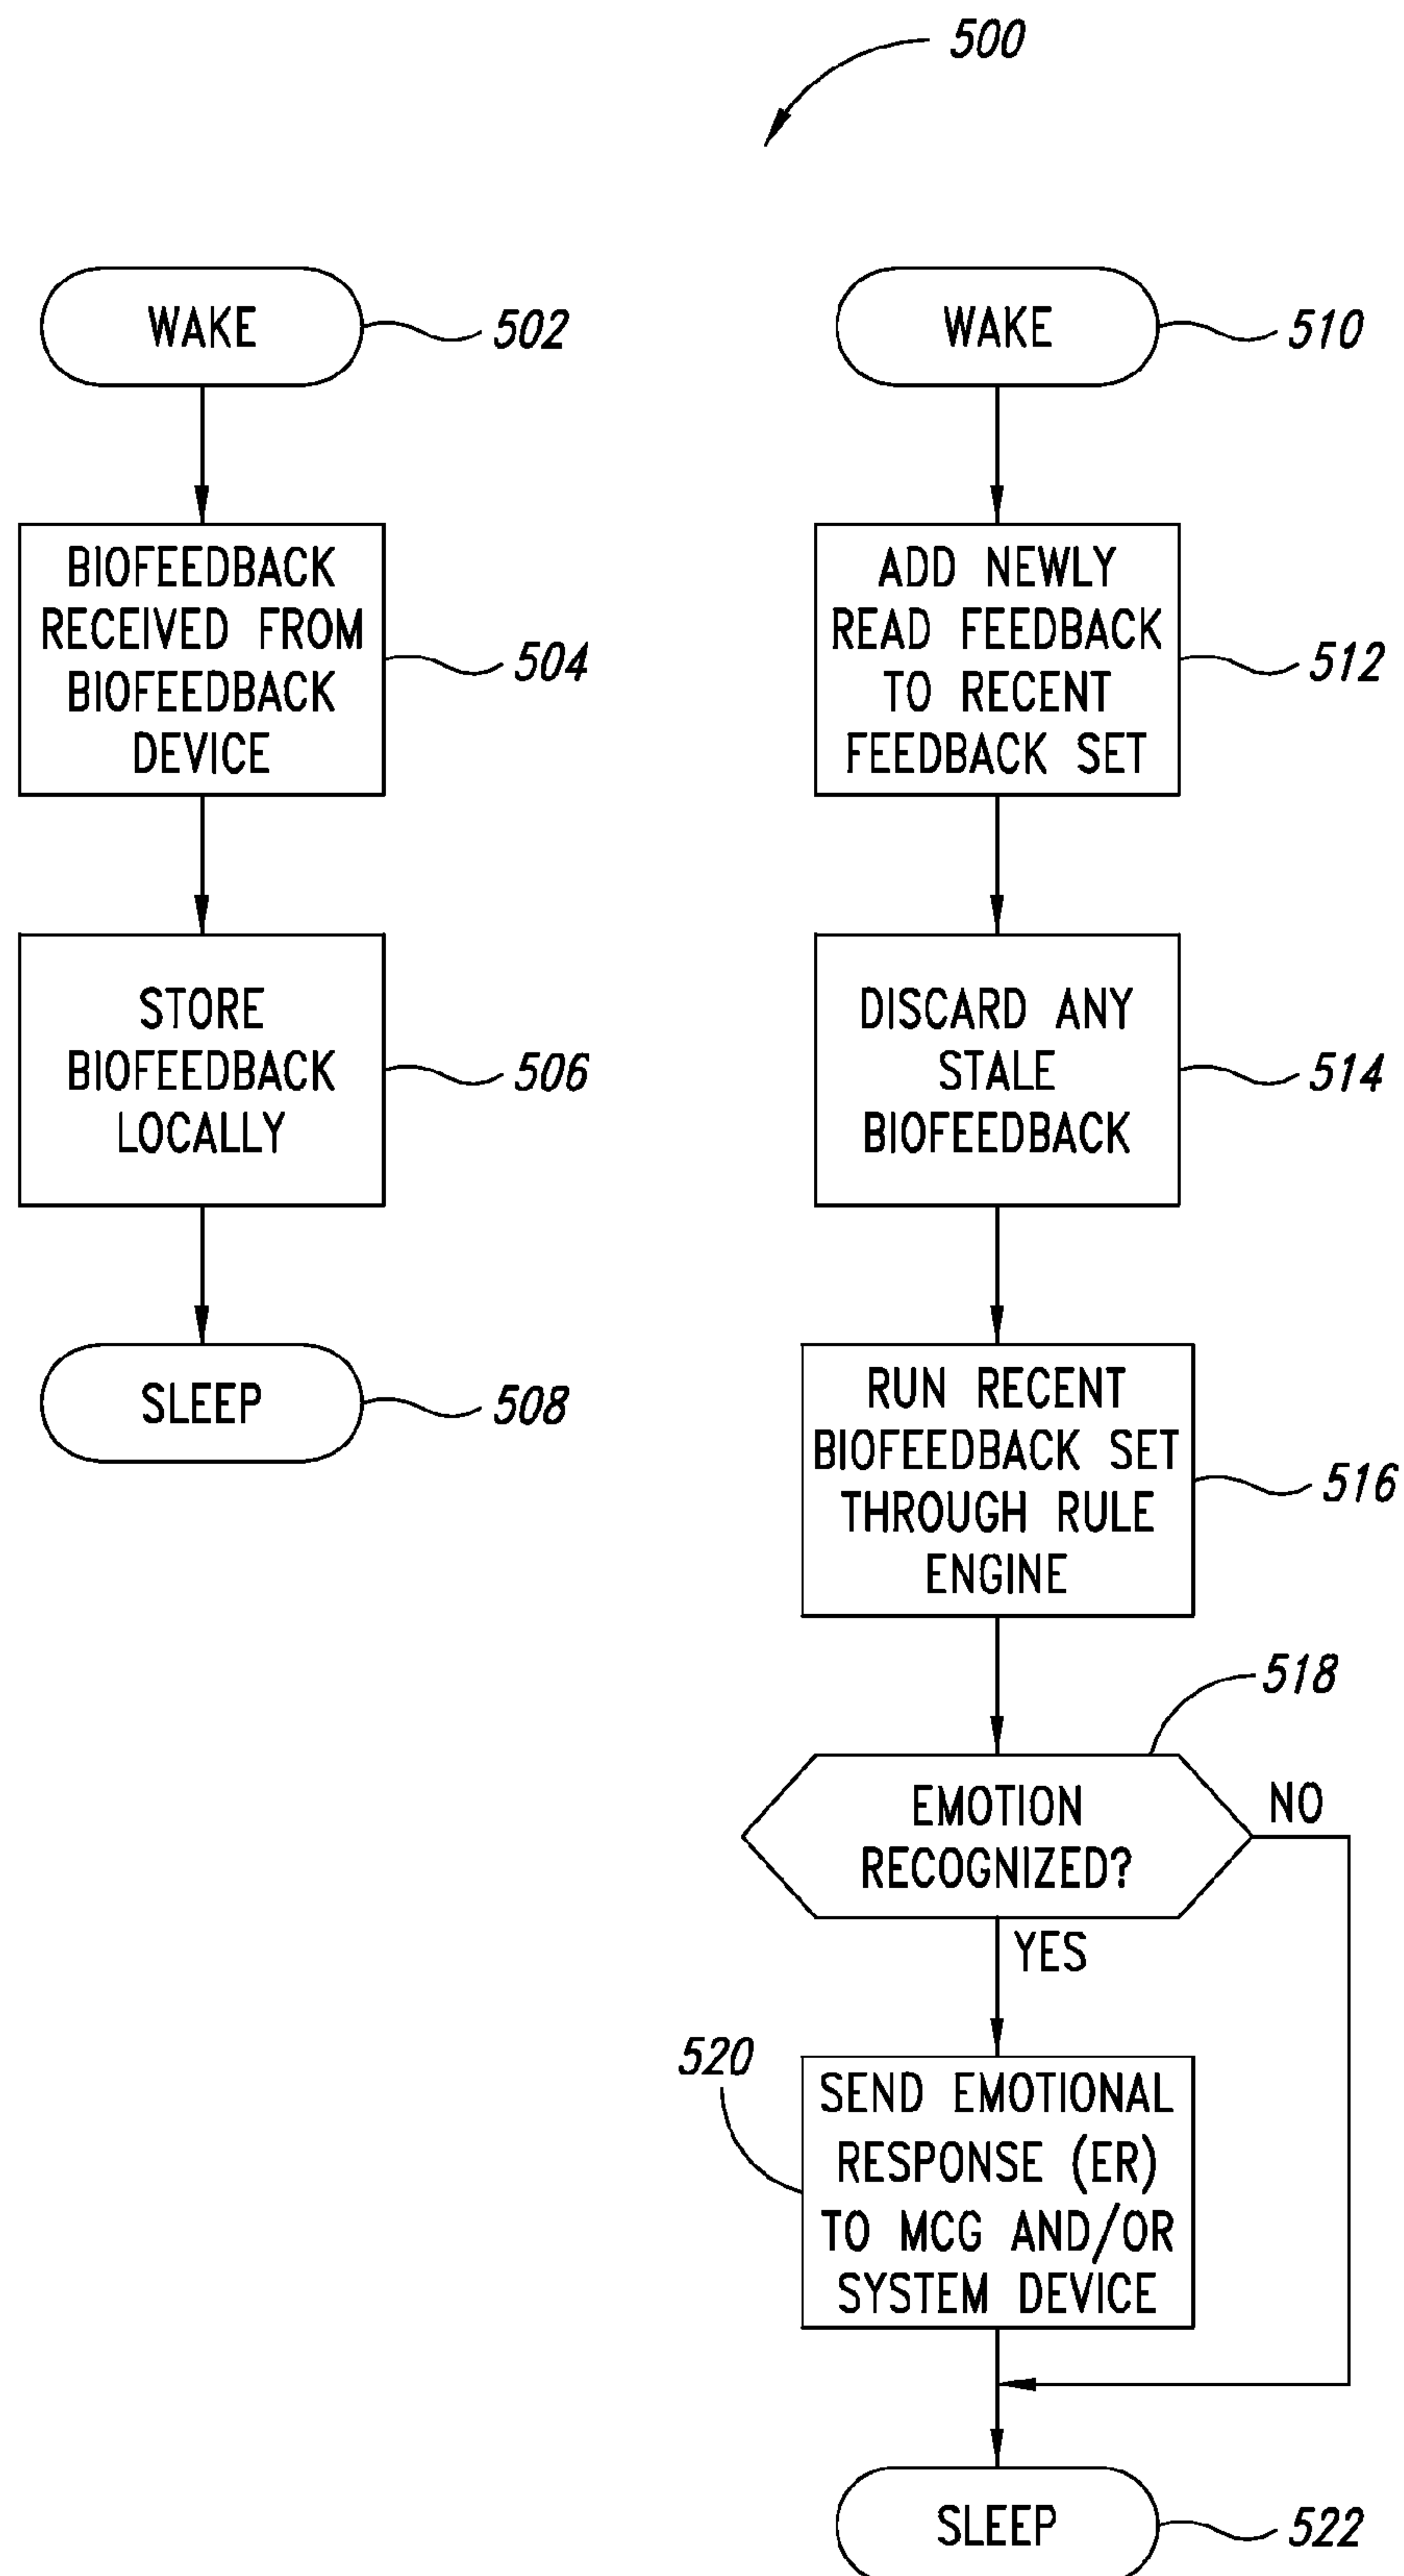 500
WAKE
502
BIOFEEDBACK
RECEIVED FROM
BIOFEEDBACK
DEVICE
504
STORE
BIOFEEDBACK
LOCALLY
506
SLEEP
508
WAKE
510
ADD NEWLY
READ FEEDBACK
TO RECENT
FEEDBACK SET
512
DISCARD ANY
STALE
BIOFEEDBACK
514
RUN RECENT
BIOFEEDBACK SET
THROUGH RULE
ENGINE
516
518
EMOTION
RECOGNIZED?
NO
YES
520
SEND EMOTIONAL
RESPONSE (ER)
TO MCG AND/OR
SYSTEM DEVICE
SLEEP
522